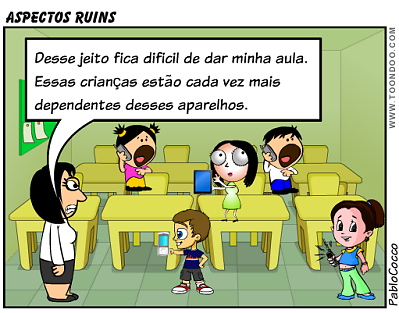 ASPECTOS RUINS
Desse jeito fica dificil de dar minha aula.
Essas crianças estão cada vez mais
dependentes desses aparelhos.
WWW.TOONDOO.COM
PabloCocco